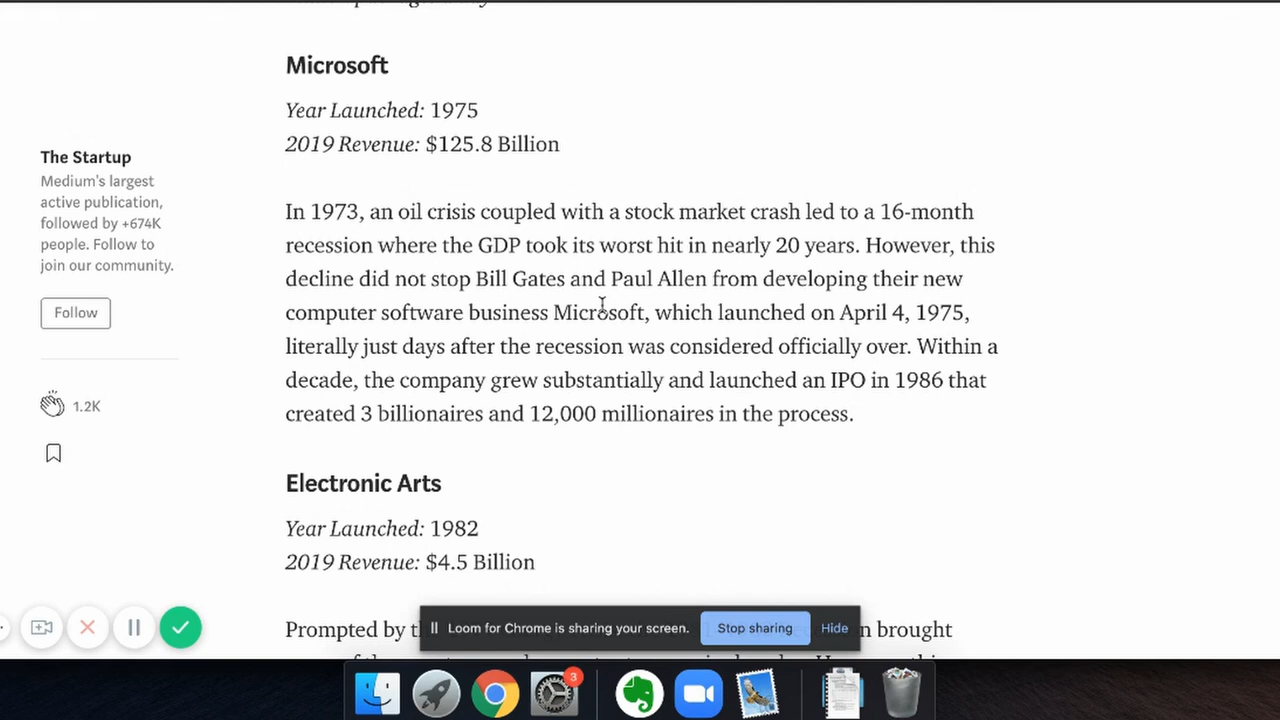 Microsoft
Year Launched: 1975
2019 Revenue: $125.8 Billion
The Startup
Medium's largest
active publication,
followed by +674K
people. Follow to
join our community.
Follow
1.2K
In 1973, an oil crisis coupled with a stock market crash led to a 16-month
recession where the GDP took its worst hit in nearly 20 years. However, this
decline did not stop Bill Gates and Paul Allen from developing their new
computer software business Microsoft, which launched on April 4, 1975,
literally just days after the recession was considered officially over. Within a
decade, the company grew substantially and launched an IPO in 1986 that
created 3 billionaires and 12,000 millionaires in the process.
Electronic Arts
Year Launched: 1982
2019 Revenue: $4.5 Billion
Prompted by brought
Loom for Chrome is sharing your screen. Stop sharing Hide
3